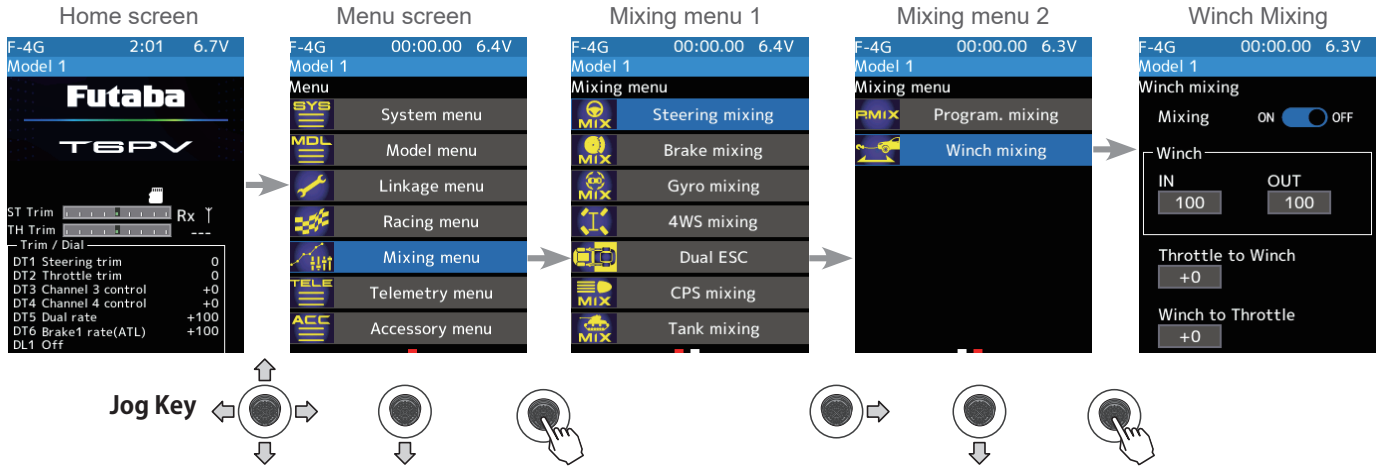 Home screen
F-4G 2:01 6.7V
Model 1
Futaba
T6PV
ST Trim Rx
TH Trim ---
Trim / Dial
DT1 Steering trim 0
DT2 Throttle trim 0
DT3 Channel 3 control +0
DT4 Channel 4 control +0
DT5 Dual rate +100
DT6 Brake1 rate(ATL) +100
DL1 Off
Menu screen
F-4G 00:00.00 6.4V
Model 1
Menu
SYS System menu
MDL Model menu
Linkage menu
Racing menu
Mixing menu
TELE Telemetry menu
ACC Accessory menu
Mixing menu 1
F-4G 00:00.00 6.4V
Model 1
Mixing menu
MIX Steering mixing
MIX Brake mixing
MIX Gyro mixing
4WS mixing
Dual ESC
MIX CPS mixing
MIX Tank mixing
Mixing menu 2
F-4G 00:00.00 6.3V
Model 1
Mixing menu
PMIX Program. mixing
Winch mixing
Winch Mixing
F-4G 00:00.00 6.3V
Model 1
Winch mixing
Mixing ON OFF
Winch
IN OUT
100 100
Throttle to Winch
+0
Winch to Throttle
+0
Jog Key